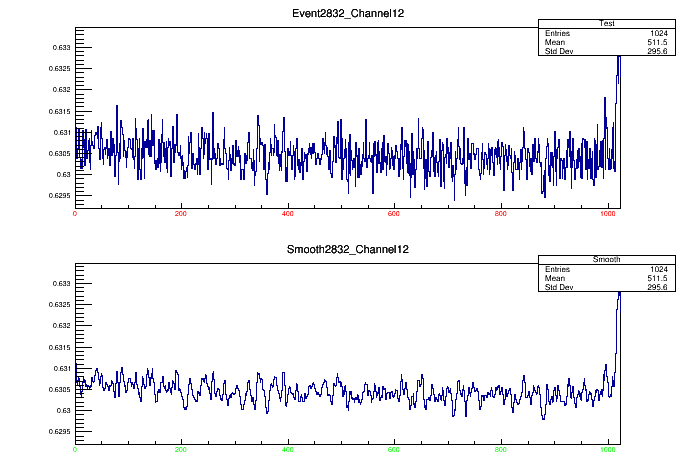 Event2832_Channel12
Test
Entries 1024
Mean 511.5
Std Dev 295.6
0.633
0.6325
0.632
0.6315
0.631
0.6305
0.63
0.6295
0 200 400 600 800 1000
Smooth2832_Channel12
Smooth
Entries 1024
Mean 511.5
Std Dev 295.6
0.633
0.6325
0.632
0.6315
0.631
0.6305
0.63
0.6295
0 200 400 600 800 1000